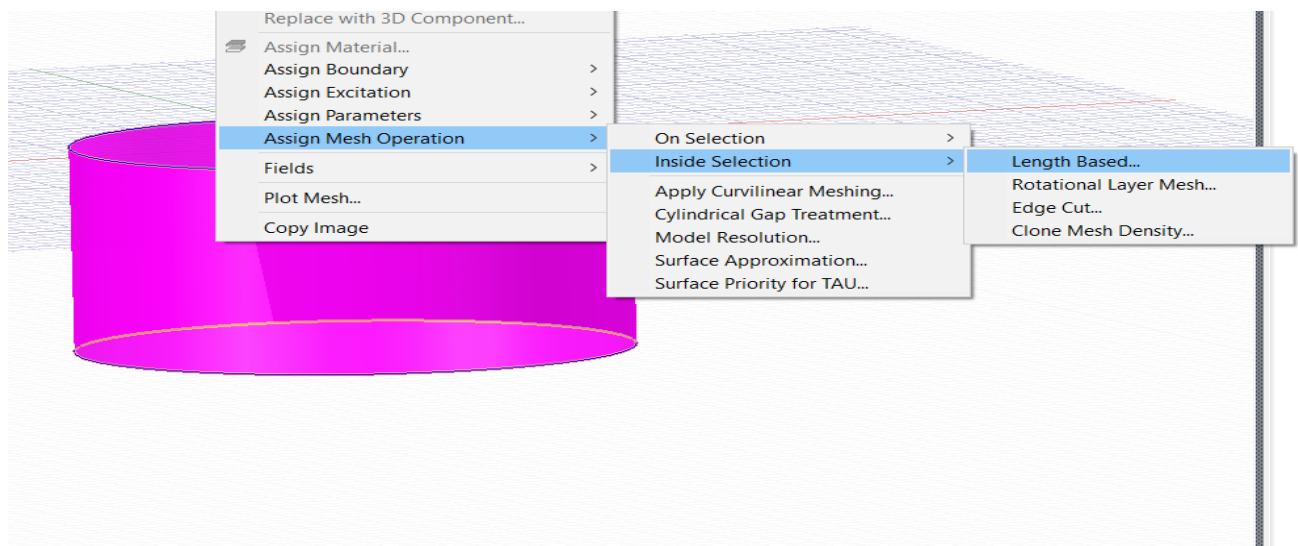 Replace with 3D Component...
Assign Material...
Assign Boundary
Assign Excitation
Assign Parameters
Assign Mesh Operation
Fields
Plot Mesh...
Copy Image
On Selection
Inside Selection
Apply Curvilinear Meshing...
Cylindrical Gap Treatment...
Model Resolution...
Surface Approximation...
Surface Priority for TAU...
Length Based...
Rotational Layer Mesh...
Edge Cut...
Clone Mesh Density...